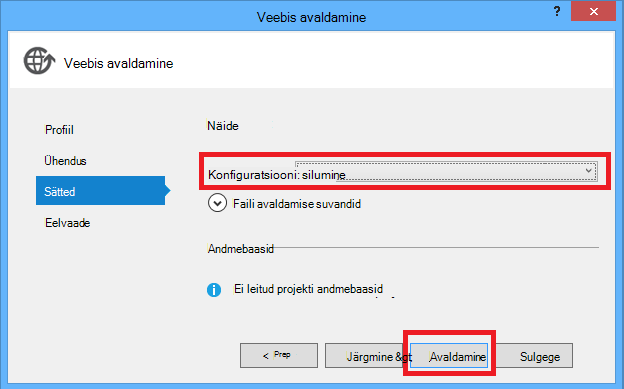 Veebis avaldamine
? ×
Veebis avaldamine
Profiil
Ühendus
Sätted
Eelvaade
Näide
Konfiguratsiooni: silumine
Faili avaldamise suvandid
Andmebaasid
Ei leitud projekti andmebaasid
< Prep
Järgmine &gt
Avaldamine
Sulgege